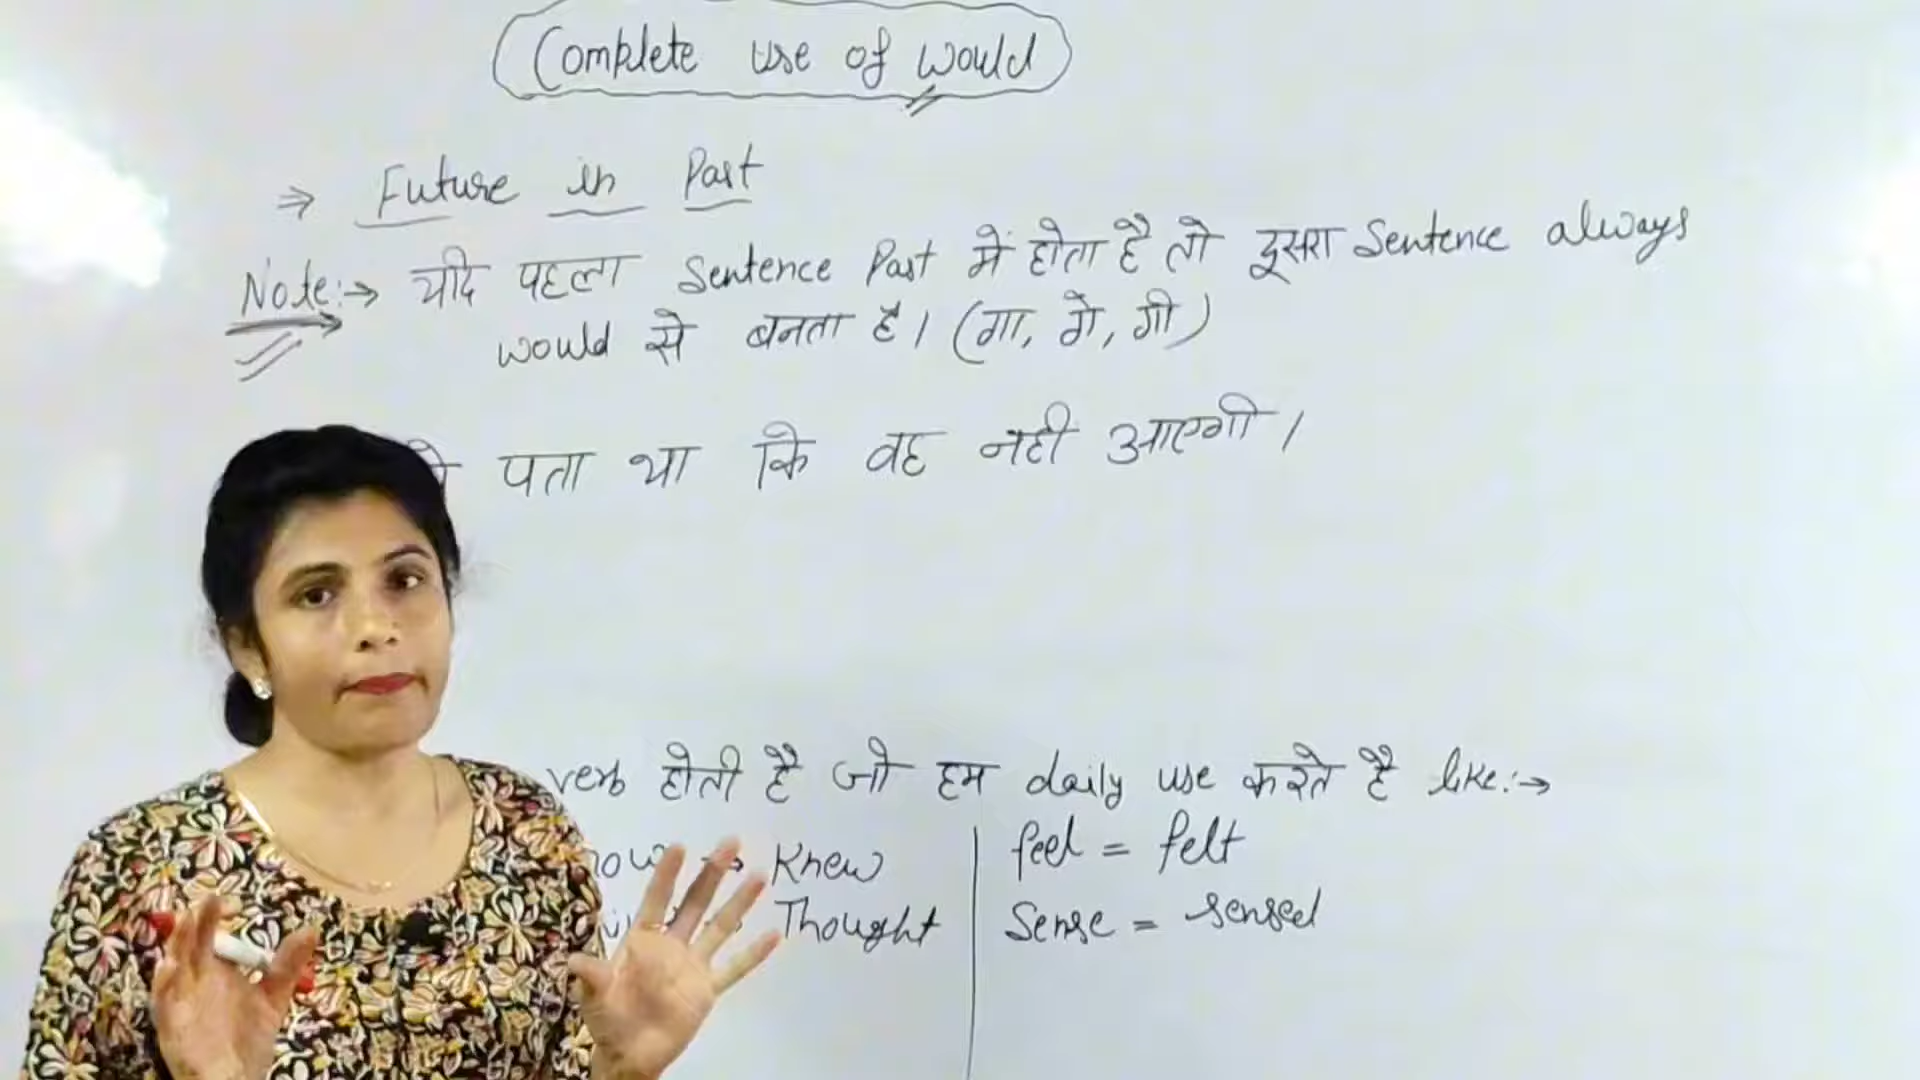 Complete use of would
⇒ Future in Past
Note:→ यदि पहला Sentence Past में होता है तो दूसरा Sentence always
would से बनता है। (गा, गे, गी)
पता था कि वह नही आएगी।
verb होती है जो हम daily use करते है like:→
Knew | feel = felt
Thought | Sense = sensed